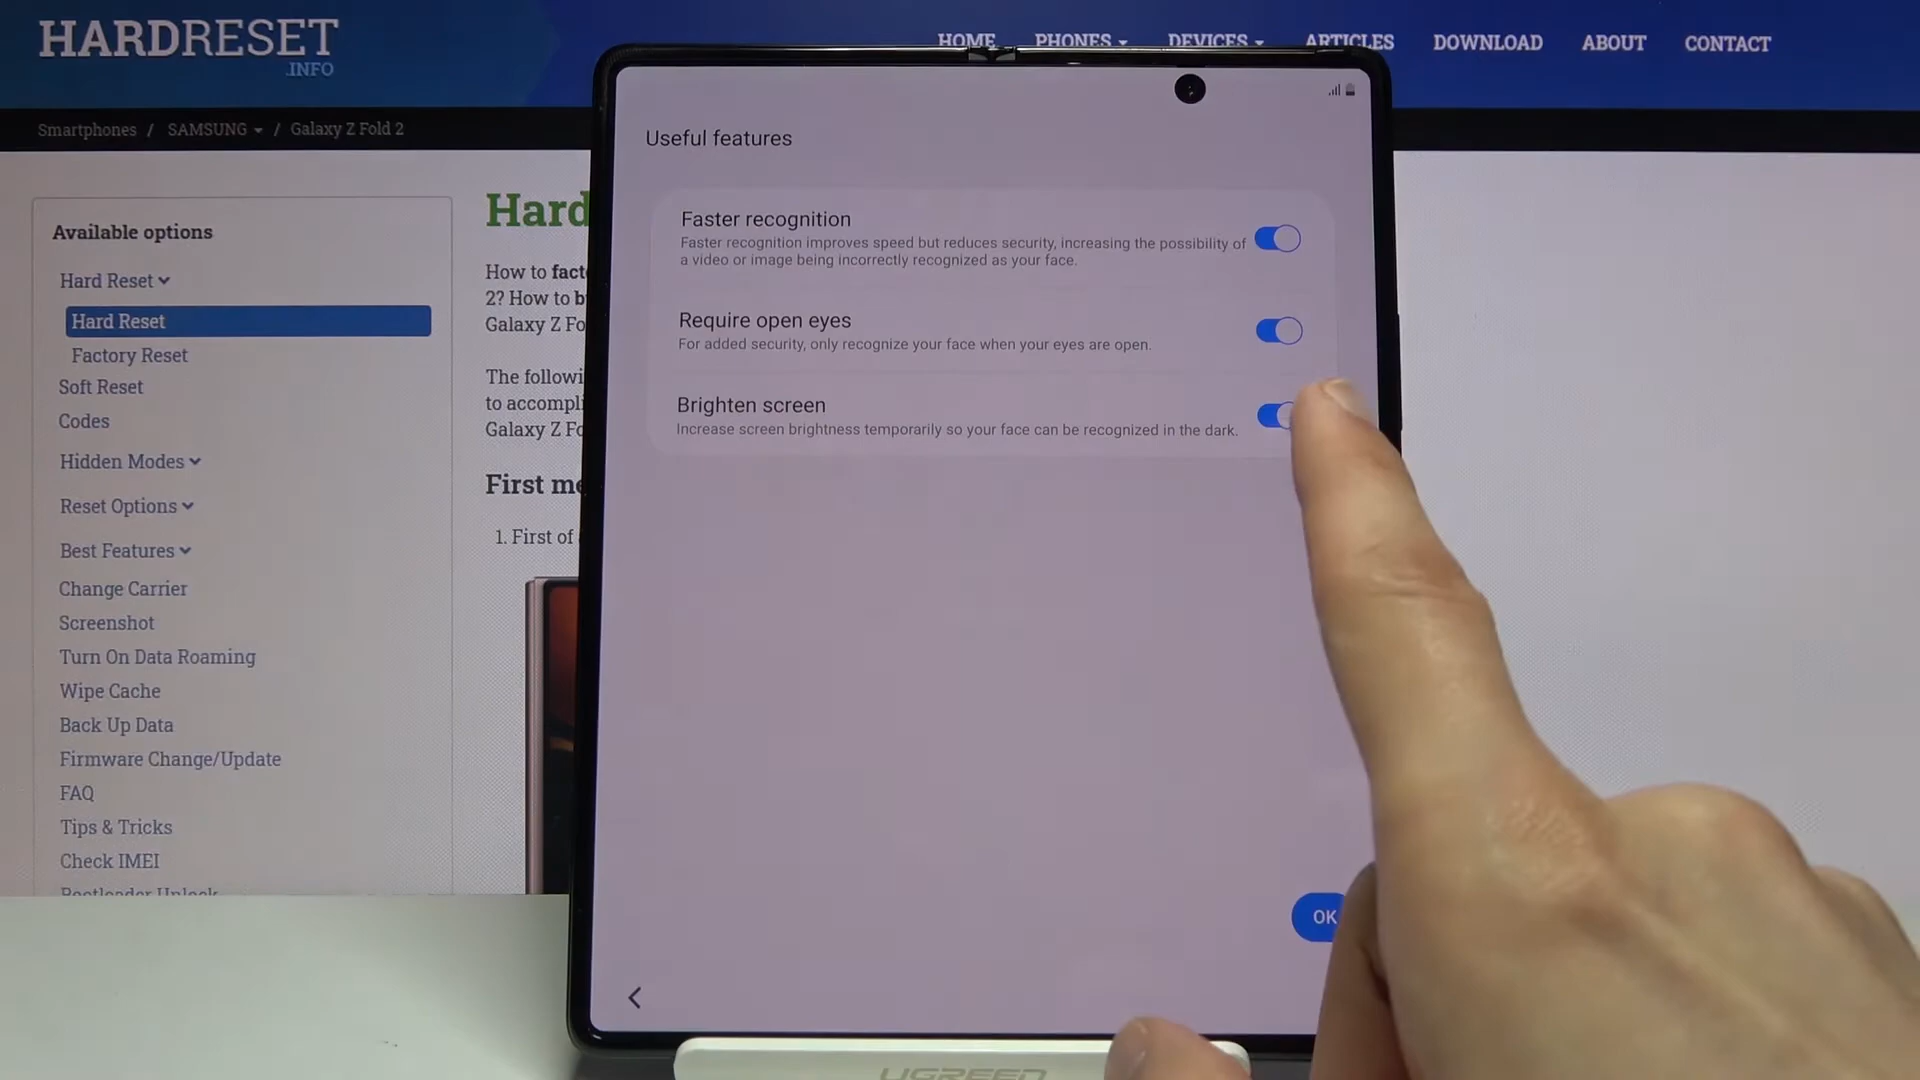 HARDRESET
.INFO
HOME PHONES DEVICES ARTICLES DOWNLOAD ABOUT CONTACT
Smartphones / SAMSUNG / Galaxy Z Fold 2
Available options
Hard Reset
Hard Reset
Factory Reset
Soft Reset
Codes
Hidden Modes
Reset Options
Best Features
Change Carrier
Screenshot
Turn On Data Roaming
Wipe Cache
Back Up Data
Firmware Change/Update
FAQ
Tips & Tricks
Check IMEI
Bootloader Unlock
Hard
How to
2? How to
Galaxy Z
The
to
Galaxy Z
First
1. First of
Useful features
Faster recognition
Faster recognition improves speed but reduces security, increasing the possibility of
a video or image being incorrectly recognized as your face.
Require open eyes
For added security, only recognize your face when your eyes are open.
Brighten screen
Increase screen brightness temporarily so your face can be recognized in the dark.
OK
UGREEN